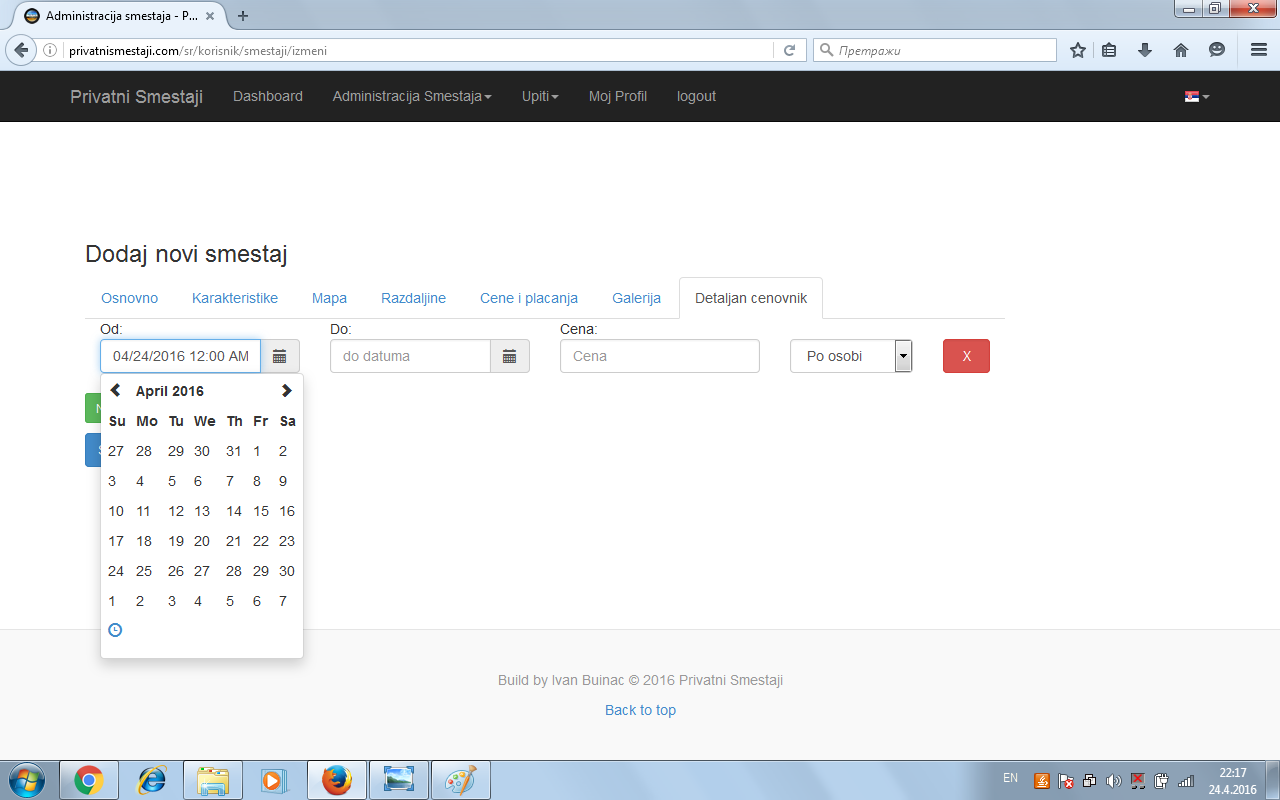 Administracija smestaja - P...
privatnismestaji.com/sr/korisnik/smestaji/izmeni
Претражи
Privatni Smestaji Dashboard Administracija Smestaja Upiti Moj Profil logout
Dodaj novi smestaj
Osnovno Karakteristike Mapa Razdaljine Cene i placanja Galerija Detaljan cenovnik
Od: Do: Cena:
04/24/2016 12:00 AM do datuma Cena Po osobi X
April 2016
Su Mo Tu We Th Fr Sa
27 28 29 30 31 1 2
3 4 5 6 7 8 9
10 11 12 13 14 15 16
17 18 19 20 21 22 23
24 25 26 27 28 29 30
1 2 3 4 5 6 7
Build by Ivan Buinac © 2016 Privatni Smestaji
Back to top
EN 22:17
24.4.2016